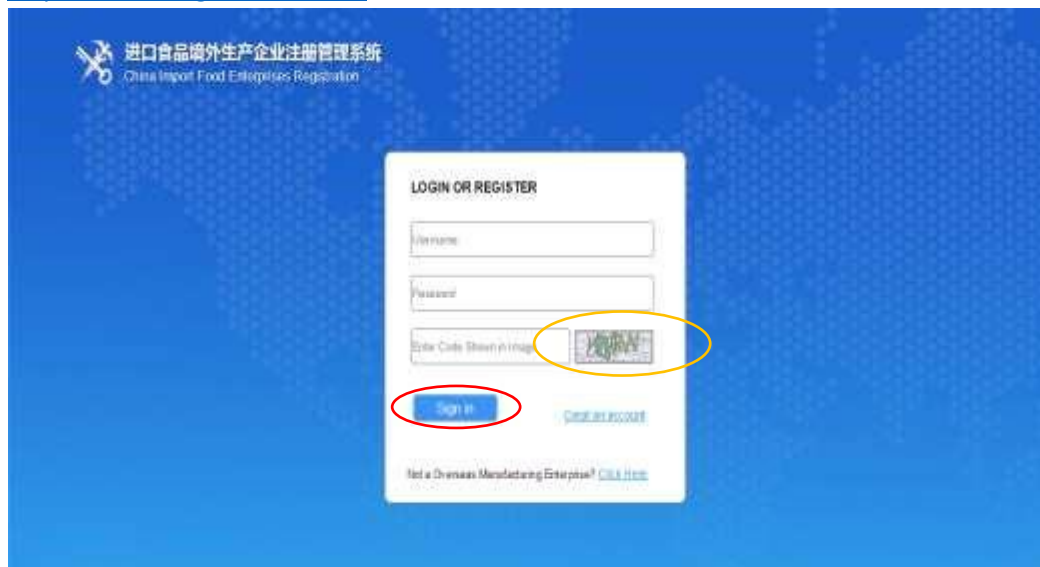 进口食品境外生产企业注册管理系统
China Import Food Enterprises Registration
LOGIN OR REGISTER
Username
Password
Enter Code Shown in Image
Sign in
Creat an account
Not a Overseas Manufacturing Enterprise? Click Here